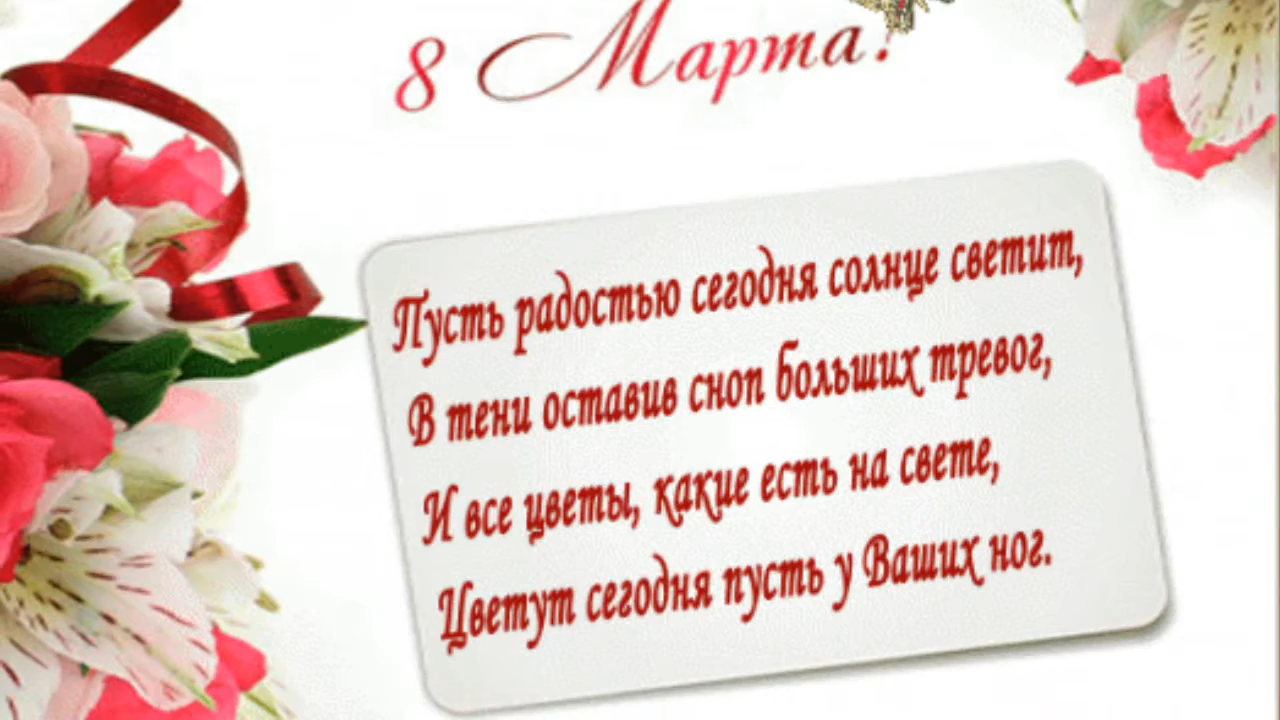 8 Марта!
Пусть радостью сегодня солнце светит,
В тени оставив сноп больших тревог,
И все цветы, какие есть на свете,
Цветут сегодня пусть у Ваших ног.